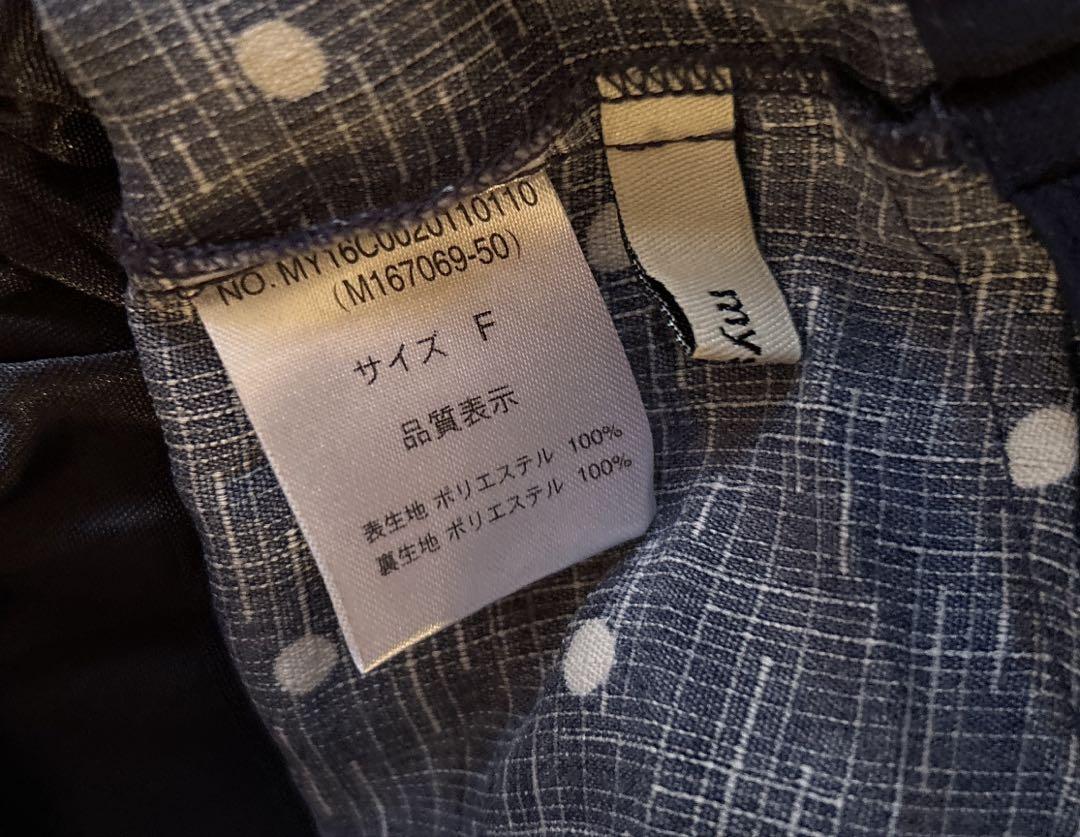 NO. MY16C0020110110
(M167069-50)
サイズ F
品質表示
表生地 ポリエステル 100%
裏生地 ポリエステル 100%
my